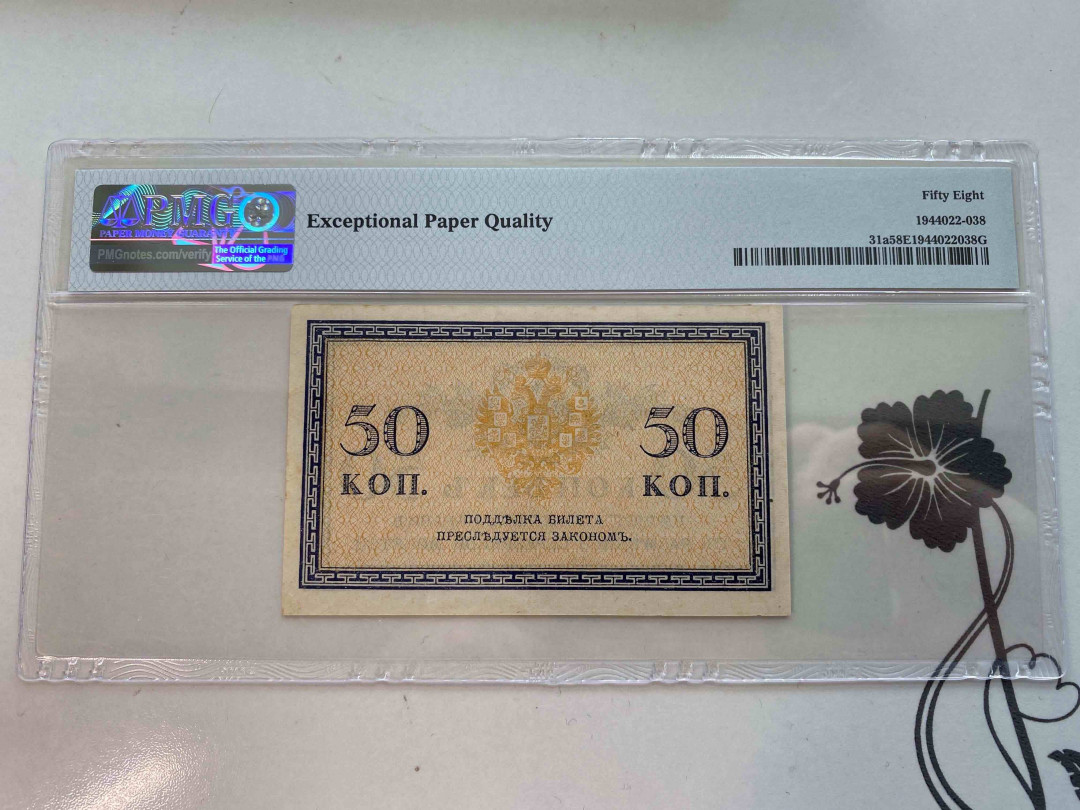 PMG
PAPER MONEY GUARANTY
PMGnotes.com/verify
The Official Grading
Service of the PNG
Exceptional Paper Quality
Fifty Eight
1944022-038
31a58E1944022038G
50
КОП.
50
КОП.
ПОДДѢЛКА БИЛЕТА
ПРЕСЛѢДУЕТСЯ ЗАКОНОМЪ.